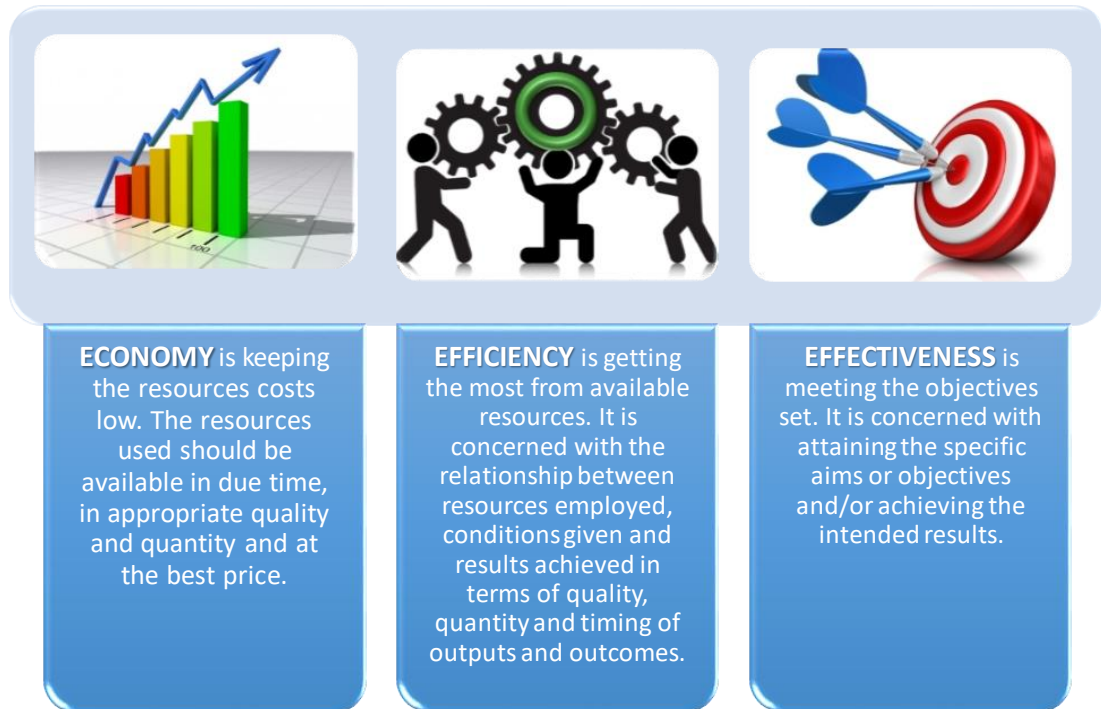 100
ECONOMY is keeping
the resources costs
low. The resources
used should be
available in due time,
in appropriate quality
and quantity and at
the best price.
EFFICIENCY is getting
the most from available
resources. It is
concerned with the
relationship between
resources employed,
conditions given and
results achieved in
terms of quality,
quantity and timing of
outputs and outcomes.
EFFECTIVENESS is
meeting the objectives
set. It is concerned with
attaining the specific
aims or objectives
and/or achieving the
intended results.